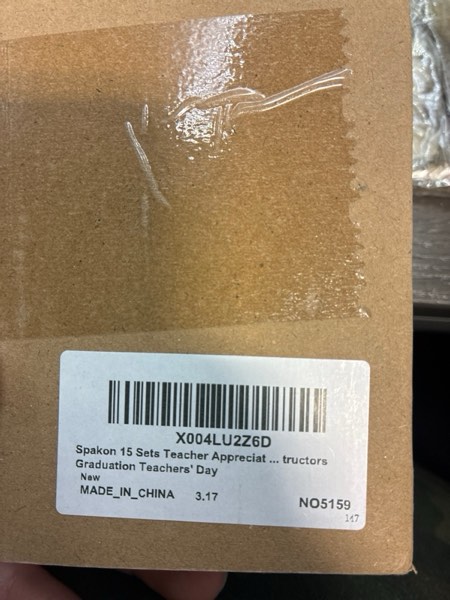 X004LU2Z6D
Spakon 15 Sets Teacher Appreciat ... tructors
Graduation Teachers' Day
New
MADE_IN_CHINA 3.17
NO5159
147